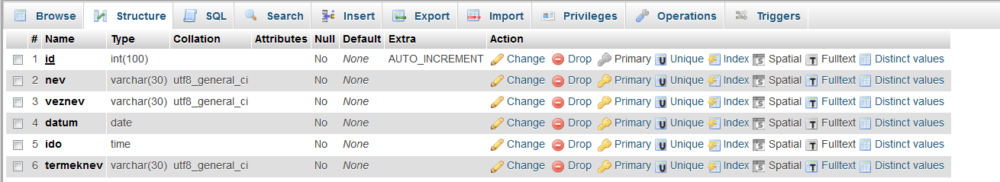 Browse Structure SQL Search Insert Export Import Privileges Operations Triggers
# Name Type Collation Attributes Null Default Extra Action
1 id int(100) No None AUTO_INCREMENT Change Drop Primary Unique Index Spatial Fulltext Distinct values
2 nev varchar(30) utf8_general_ci No None Change Drop Primary Unique Index Spatial Fulltext Distinct values
3 veznev varchar(30) utf8_general_ci No None Change Drop Primary Unique Index Spatial Fulltext Distinct values
4 datum date No None Change Drop Primary Unique Index Spatial Fulltext Distinct values
5 ido time No None Change Drop Primary Unique Index Spatial Fulltext Distinct values
6 termeknev varchar(30) utf8_general_ci No None Change Drop Primary Unique Index Spatial Fulltext Distinct values